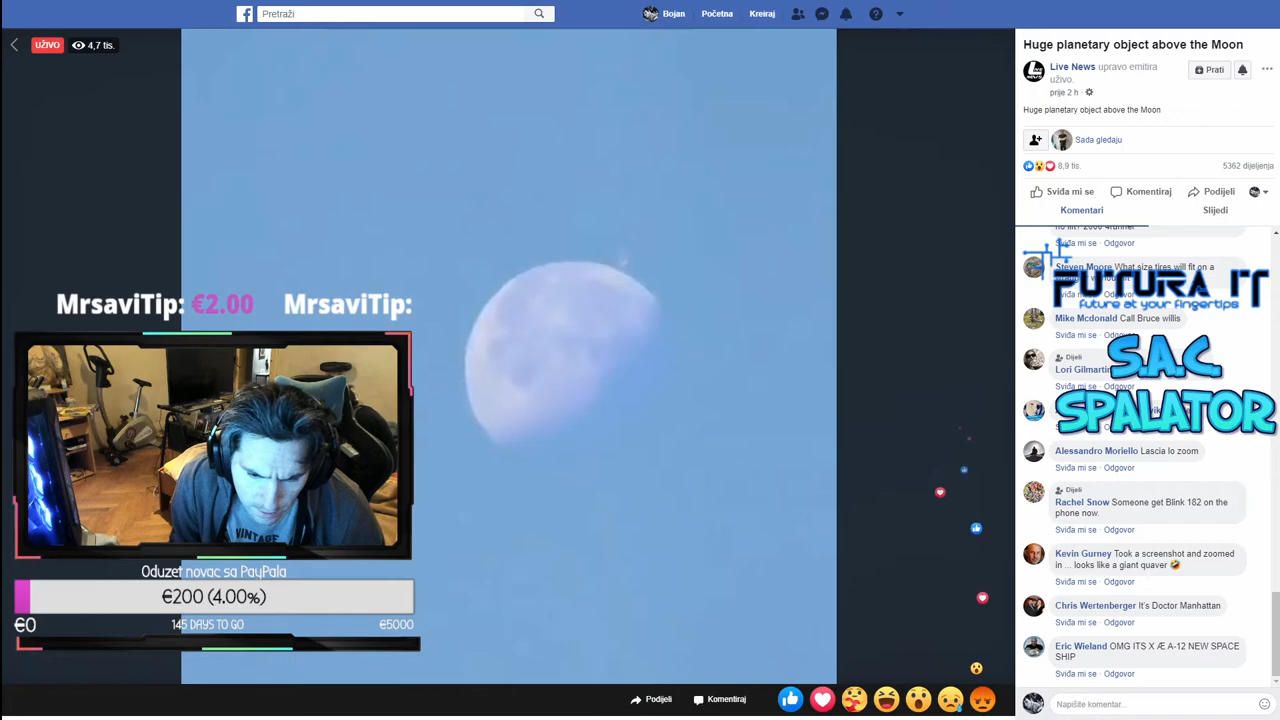 Pretraži
Bojan
Početna
Kreiraj
UŽIVO
4,7 tis.
Huge planetary object above the Moon
Live News upravo emitira
uživo.
prije 2 h
Prati
Huge planetary object above the Moon
Sada gledaju
8,9 tis.
5362 dijeljenja
Sviđa mi se
Komentiraj
Podijeli
Komentari
Slijedi
Sviđa mi se · Odgovor
Steven Moore What size tires will fit on a
FUTURA IT
Future at your fingertips
Mike Mcdonald Call Bruce willis
Sviđa mi se · Odgovor
Dijeli
Lori Gilmartin
S.A.C.
SPALATOR
Sviđa mi se · Odgovor
Alessandro Moriello Lascia lo zoom
Sviđa mi se · Odgovor
Dijeli
Rachel Snow Someone get Blink 182 on the
phone now.
Sviđa mi se · Odgovor
Kevin Gurney Took a screenshot and zoomed
in ... looks like a giant quaver
Sviđa mi se · Odgovor
Chris Wertenberger It's Doctor Manhattan
Sviđa mi se · Odgovor
Eric Wieland OMG ITS X Æ A-12 NEW SPACE
SHIP
Sviđa mi se · Odgovor
Napišite komentar...
MrsaviTip: €2.00 MrsaviTip:
VINTAGE
Oduzet novac sa PayPala
€200 (4.00%)
€0
145 DAYS TO GO
€5000
Podijeli
Komentiraj